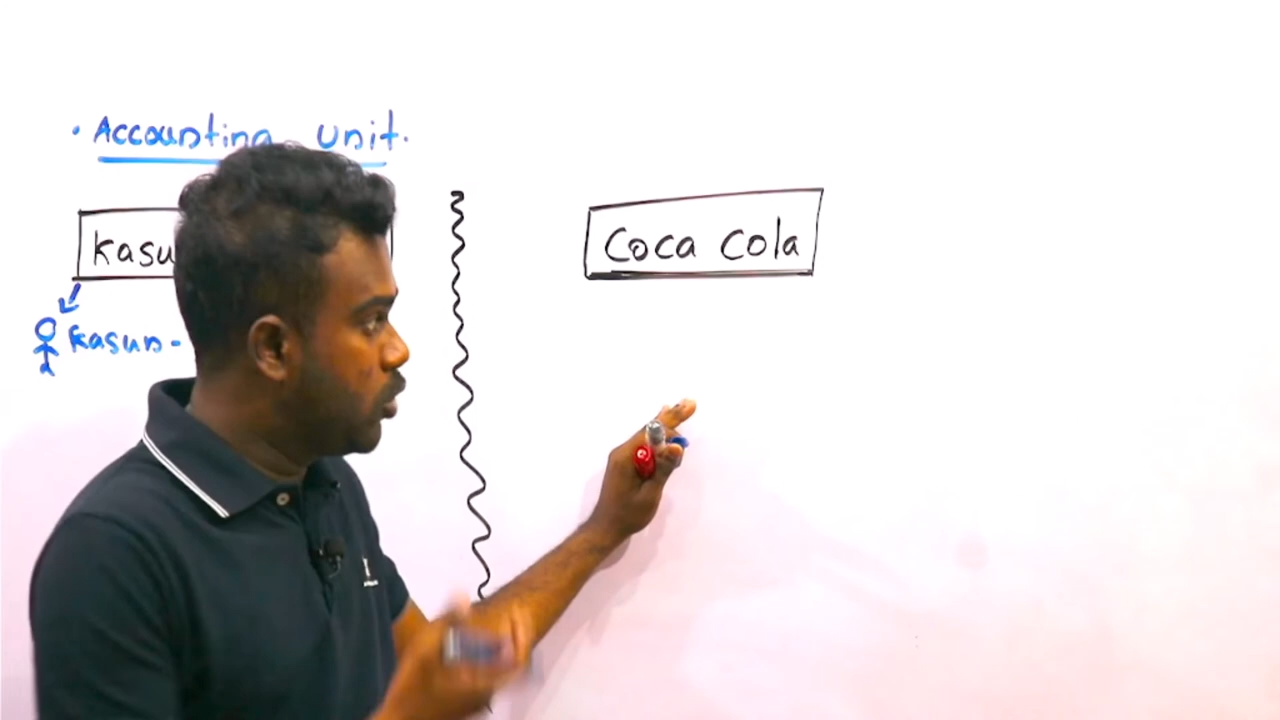 • Accounting Unit.
Kasu
Kasun -
Coca Cola